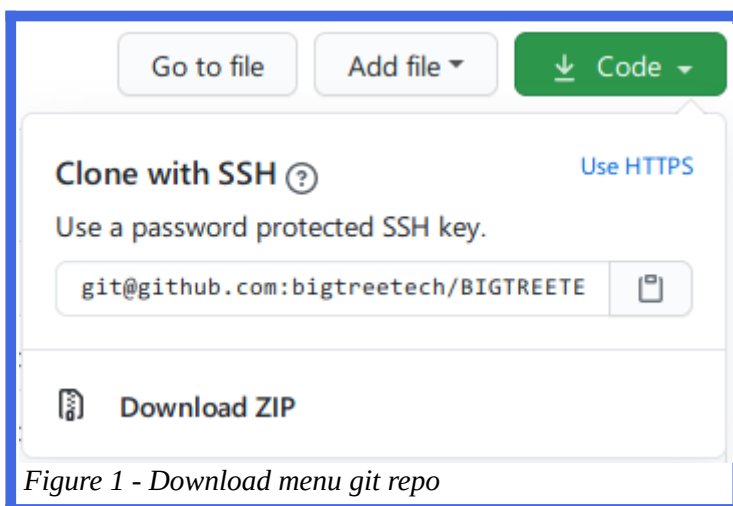 Go to file Add file Code
Clone with SSH Use HTTPS
Use a password protected SSH key.
git@github.com:bigtreetech/BIGTREETE
Download ZIP
Figure 1 - Download menu git repo